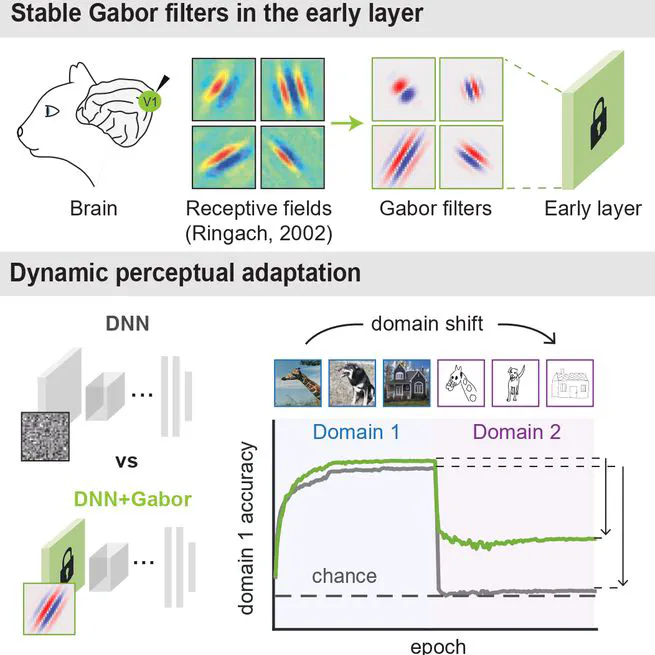 Stable Gabor filters in the early layer
V1
Brain
Receptive fields
(Ringach, 2002)
Gabor filters
Early layer
Dynamic perceptual adaptation
DNN
vs
DNN+Gabor
domain shift
Domain 1
Domain 2
domain 1 accuracy
chance
epoch